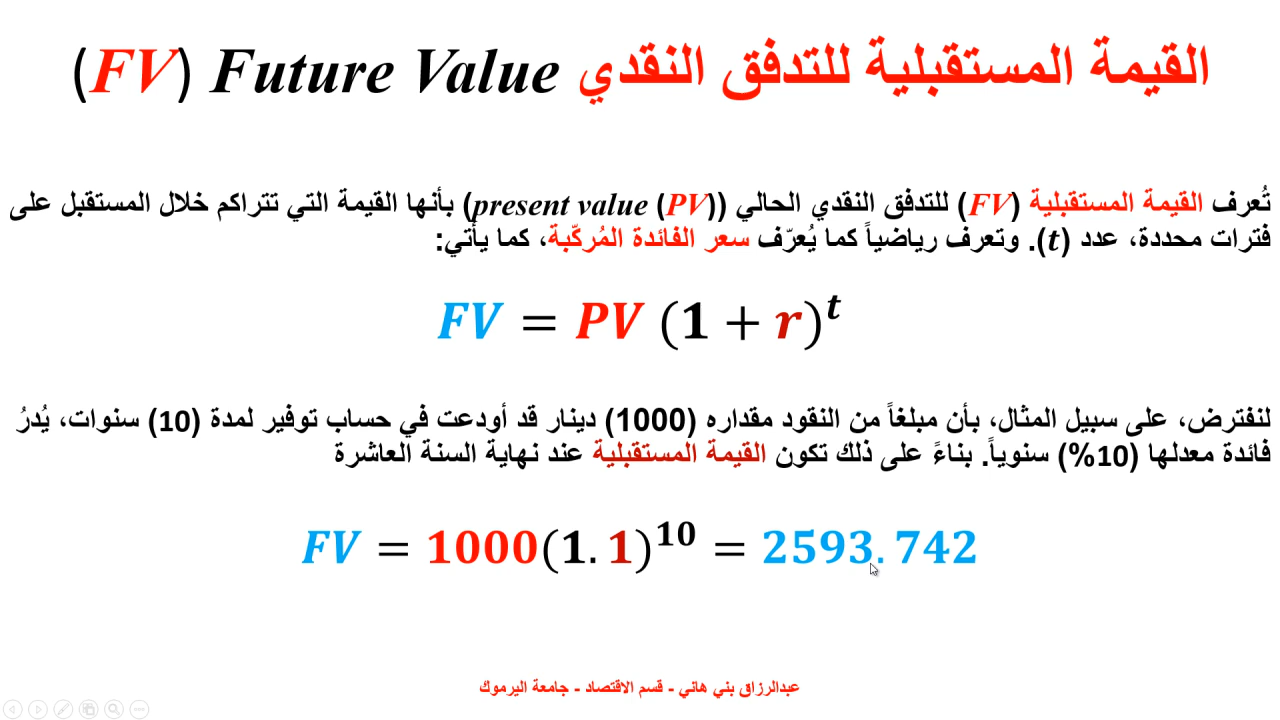 القيمة المستقبلية للتدفق النقدي Future Value (FV)
تُعرف القيمة المستقبلية (FV) للتدفق النقدي الحالي (present value (PV)) بأنها القيمة التي تتراكم خلال المستقبل على
فترات محددة، عدد (t). وتعرف رياضياً كما يُعرّف سعر الفائدة المُركّبة، كما يأتي:
FV = PV (1 + r)^t
لنفترض، على سبيل المثال، بأن مبلغاً من النقود مقداره (1000) دينار قد أودعت في حساب توفير لمدة (10) سنوات، يُدرُ
فائدة معدلها (10%) سنوياً. بناءً على ذلك تكون القيمة المستقبلية عند نهاية السنة العاشرة
FV = 1000(1.1)^10 = 2593.742
عبدالرزاق بني هاني - قسم الاقتصاد - جامعة اليرموك